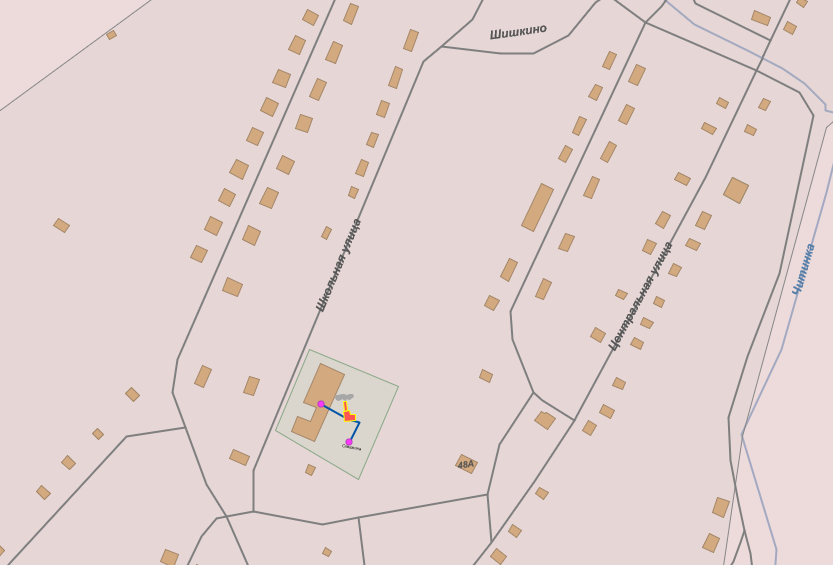 Шишкино
Школьная улица
Центральная улица
Читинка
48А